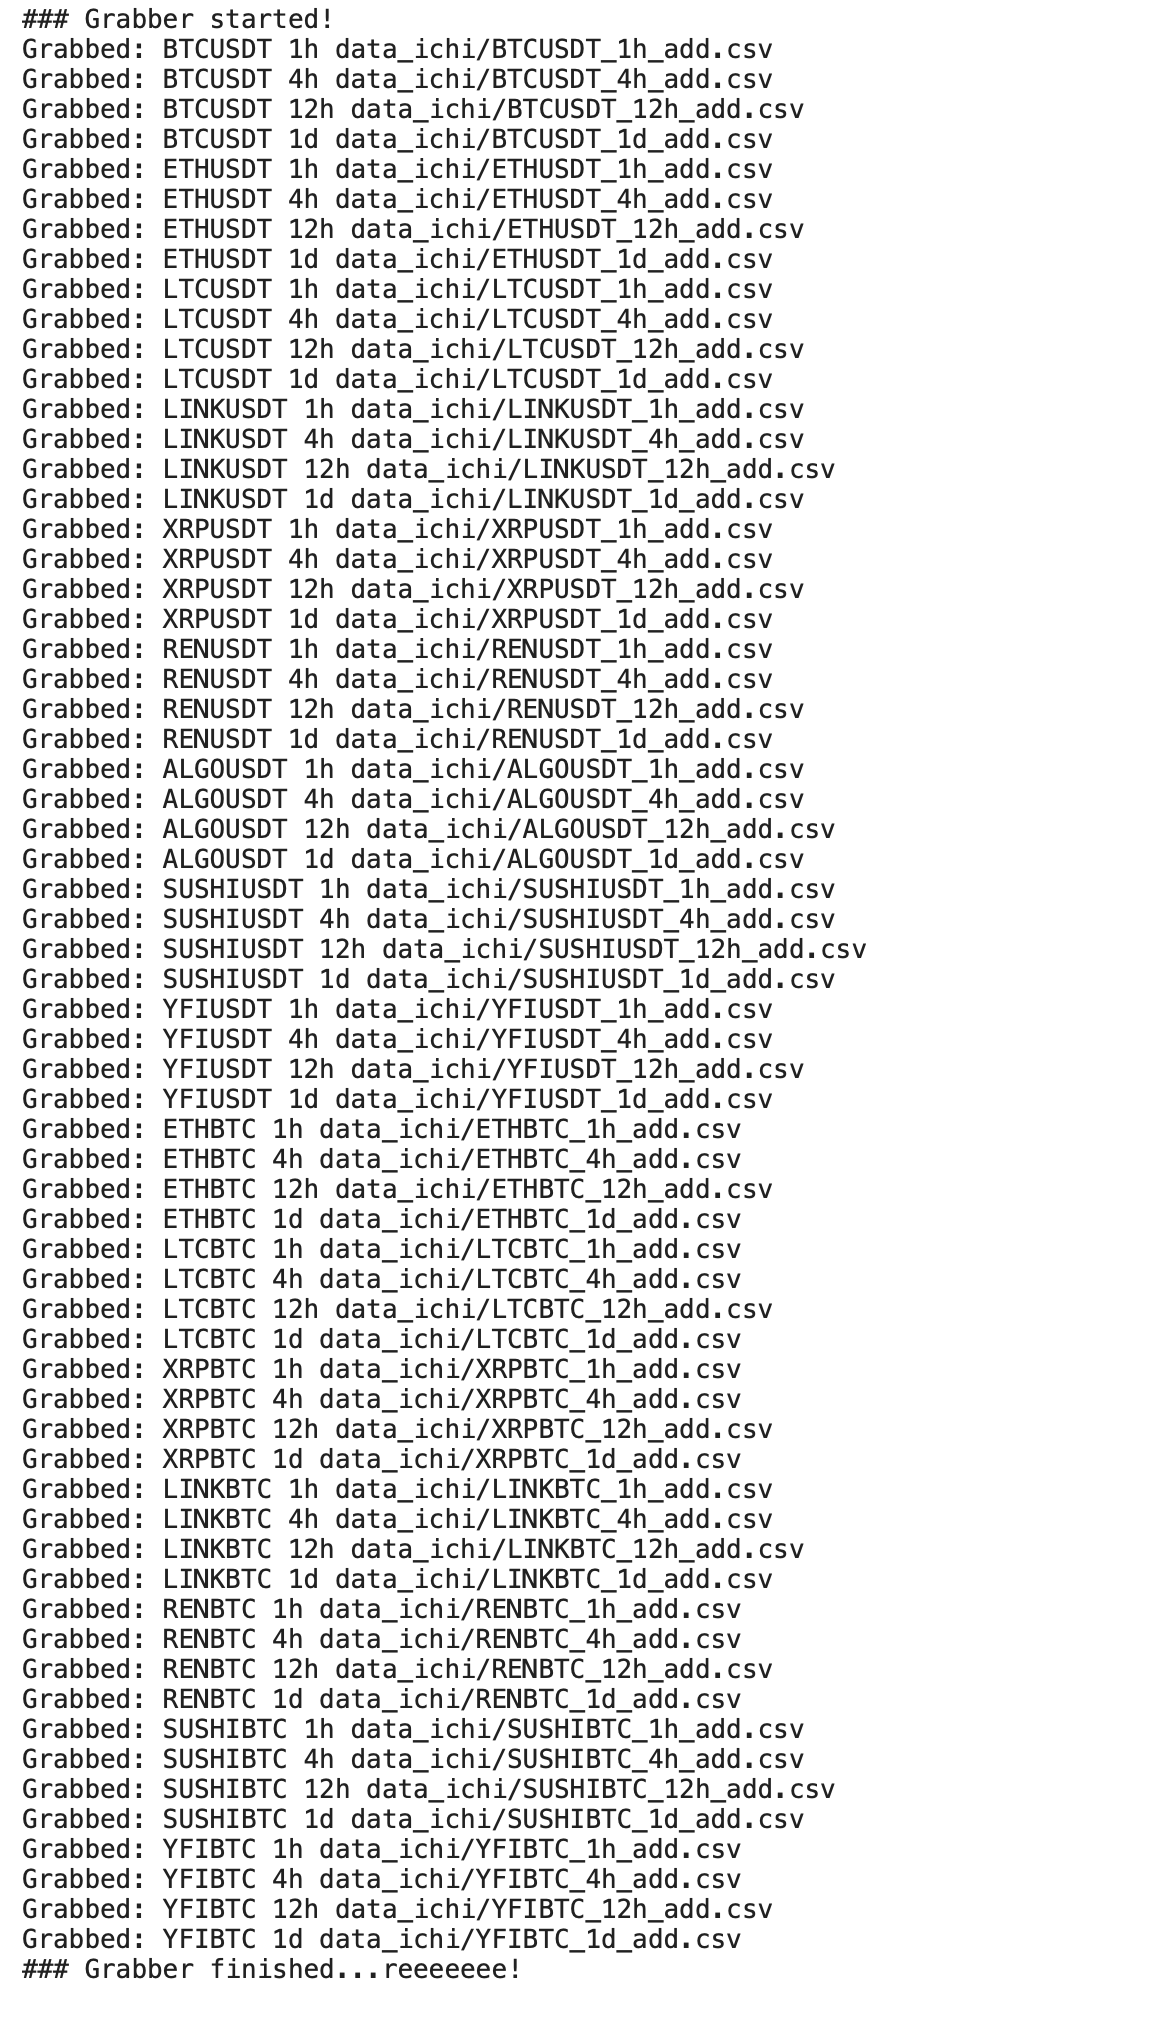 ### Grabber started!
Grabbed: BTCUSDT 1h data_ichi/BTCUSDT_1h_add.csv
Grabbed: BTCUSDT 4h data_ichi/BTCUSDT_4h_add.csv
Grabbed: BTCUSDT 12h data_ichi/BTCUSDT_12h_add.csv
Grabbed: BTCUSDT 1d data_ichi/BTCUSDT_1d_add.csv
Grabbed: ETHUSDT 1h data_ichi/ETHUSDT_1h_add.csv
Grabbed: ETHUSDT 4h data_ichi/ETHUSDT_4h_add.csv
Grabbed: ETHUSDT 12h data_ichi/ETHUSDT_12h_add.csv
Grabbed: ETHUSDT 1d data_ichi/ETHUSDT_1d_add.csv
Grabbed: LTCUSDT 1h data_ichi/LTCUSDT_1h_add.csv
Grabbed: LTCUSDT 4h data_ichi/LTCUSDT_4h_add.csv
Grabbed: LTCUSDT 12h data_ichi/LTCUSDT_12h_add.csv
Grabbed: LTCUSDT 1d data_ichi/LTCUSDT_1d_add.csv
Grabbed: LINKUSDT 1h data_ichi/LINKUSDT_1h_add.csv
Grabbed: LINKUSDT 4h data_ichi/LINKUSDT_4h_add.csv
Grabbed: LINKUSDT 12h data_ichi/LINKUSDT_12h_add.csv
Grabbed: LINKUSDT 1d data_ichi/LINKUSDT_1d_add.csv
Grabbed: XRPUSDT 1h data_ichi/XRPUSDT_1h_add.csv
Grabbed: XRPUSDT 4h data_ichi/XRPUSDT_4h_add.csv
Grabbed: XRPUSDT 12h data_ichi/XRPUSDT_12h_add.csv
Grabbed: XRPUSDT 1d data_ichi/XRPUSDT_1d_add.csv
Grabbed: RENUSDT 1h data_ichi/RENUSDT_1h_add.csv
Grabbed: RENUSDT 4h data_ichi/RENUSDT_4h_add.csv
Grabbed: RENUSDT 12h data_ichi/RENUSDT_12h_add.csv
Grabbed: RENUSDT 1d data_ichi/RENUSDT_1d_add.csv
Grabbed: ALGOUSDT 1h data_ichi/ALGOUSDT_1h_add.csv
Grabbed: ALGOUSDT 4h data_ichi/ALGOUSDT_4h_add.csv
Grabbed: ALGOUSDT 12h data_ichi/ALGOUSDT_12h_add.csv
Grabbed: ALGOUSDT 1d data_ichi/ALGOUSDT_1d_add.csv
Grabbed: SUSHIUSDT 1h data_ichi/SUSHIUSDT_1h_add.csv
Grabbed: SUSHIUSDT 4h data_ichi/SUSHIUSDT_4h_add.csv
Grabbed: SUSHIUSDT 12h data_ichi/SUSHIUSDT_12h_add.csv
Grabbed: SUSHIUSDT 1d data_ichi/SUSHIUSDT_1d_add.csv
Grabbed: YFIUSDT 1h data_ichi/YFIUSDT_1h_add.csv
Grabbed: YFIUSDT 4h data_ichi/YFIUSDT_4h_add.csv
Grabbed: YFIUSDT 12h data_ichi/YFIUSDT_12h_add.csv
Grabbed: YFIUSDT 1d data_ichi/YFIUSDT_1d_add.csv
Grabbed: ETHBTC 1h data_ichi/ETHBTC_1h_add.csv
Grabbed: ETHBTC 4h data_ichi/ETHBTC_4h_add.csv
Grabbed: ETHBTC 12h data_ichi/ETHBTC_12h_add.csv
Grabbed: ETHBTC 1d data_ichi/ETHBTC_1d_add.csv
Grabbed: LTCBTC 1h data_ichi/LTCBTC_1h_add.csv
Grabbed: LTCBTC 4h data_ichi/LTCBTC_4h_add.csv
Grabbed: LTCBTC 12h data_ichi/LTCBTC_12h_add.csv
Grabbed: LTCBTC 1d data_ichi/LTCBTC_1d_add.csv
Grabbed: XRPBTC 1h data_ichi/XRPBTC_1h_add.csv
Grabbed: XRPBTC 4h data_ichi/XRPBTC_4h_add.csv
Grabbed: XRPBTC 12h data_ichi/XRPBTC_12h_add.csv
Grabbed: XRPBTC 1d data_ichi/XRPBTC_1d_add.csv
Grabbed: LINKBTC 1h data_ichi/LINKBTC_1h_add.csv
Grabbed: LINKBTC 4h data_ichi/LINKBTC_4h_add.csv
Grabbed: LINKBTC 12h data_ichi/LINKBTC_12h_add.csv
Grabbed: LINKBTC 1d data_ichi/LINKBTC_1d_add.csv
Grabbed: RENBTC 1h data_ichi/RENBTC_1h_add.csv
Grabbed: RENBTC 4h data_ichi/RENBTC_4h_add.csv
Grabbed: RENBTC 12h data_ichi/RENBTC_12h_add.csv
Grabbed: RENBTC 1d data_ichi/RENBTC_1d_add.csv
Grabbed: SUSHIBTC 1h data_ichi/SUSHIBTC_1h_add.csv
Grabbed: SUSHIBTC 4h data_ichi/SUSHIBTC_4h_add.csv
Grabbed: SUSHIBTC 12h data_ichi/SUSHIBTC_12h_add.csv
Grabbed: SUSHIBTC 1d data_ichi/SUSHIBTC_1d_add.csv
Grabbed: YFIBTC 1h data_ichi/YFIBTC_1h_add.csv
Grabbed: YFIBTC 4h data_ichi/YFIBTC_4h_add.csv
Grabbed: YFIBTC 12h data_ichi/YFIBTC_12h_add.csv
Grabbed: YFIBTC 1d data_ichi/YFIBTC_1d_add.csv
### Grabber finished...reeeeeee!